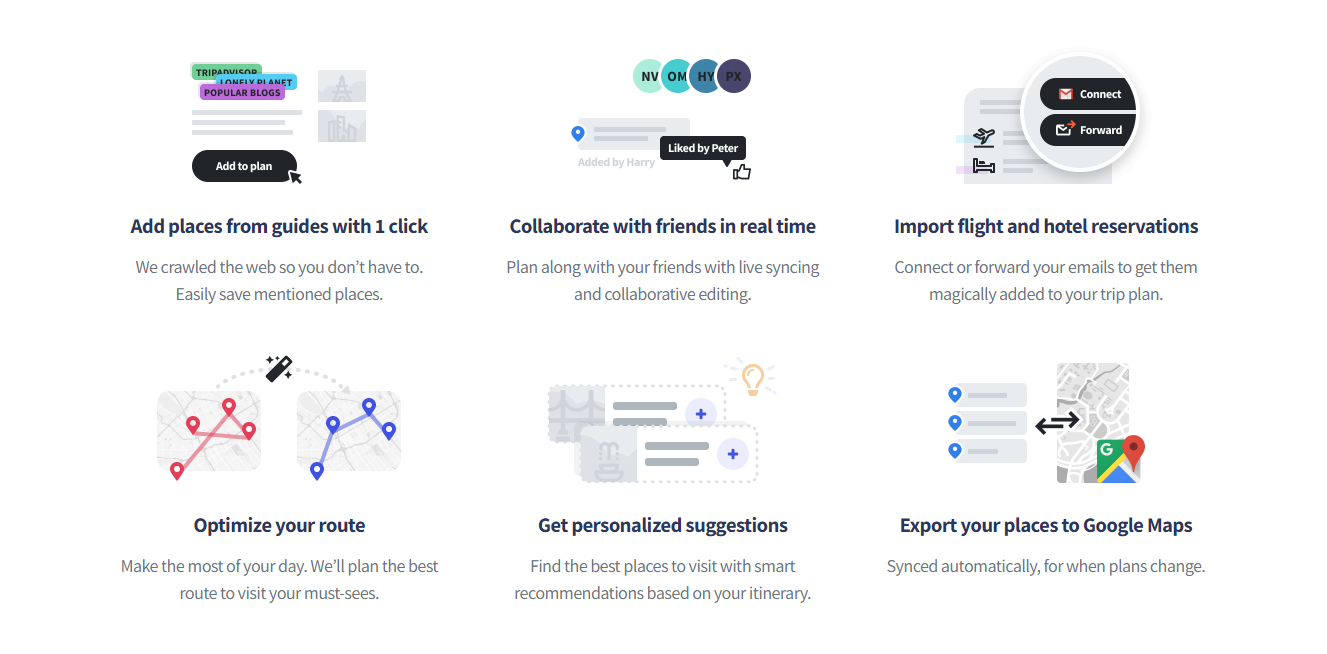 TRIPADVISOR
LONELY PLANET
POPULAR BLOGS
Add to plan
Add places from guides with 1 click
We crawled the web so you don’t have to.
Easily save mentioned places.
NV OM HY PX
Liked by Peter
Added by Harry
Collaborate with friends in real time
Plan along with your friends with live syncing
and collaborative editing.
Connect
Forward
Import flight and hotel reservations
Connect or forward your emails to get them
magically added to your trip plan.
Optimize your route
Make the most of your day. We’ll plan the best
route to visit your must-sees.
Get personalized suggestions
Find the best places to visit with smart
recommendations based on your itinerary.
G
Export your places to Google Maps
Synced automatically, for when plans change.